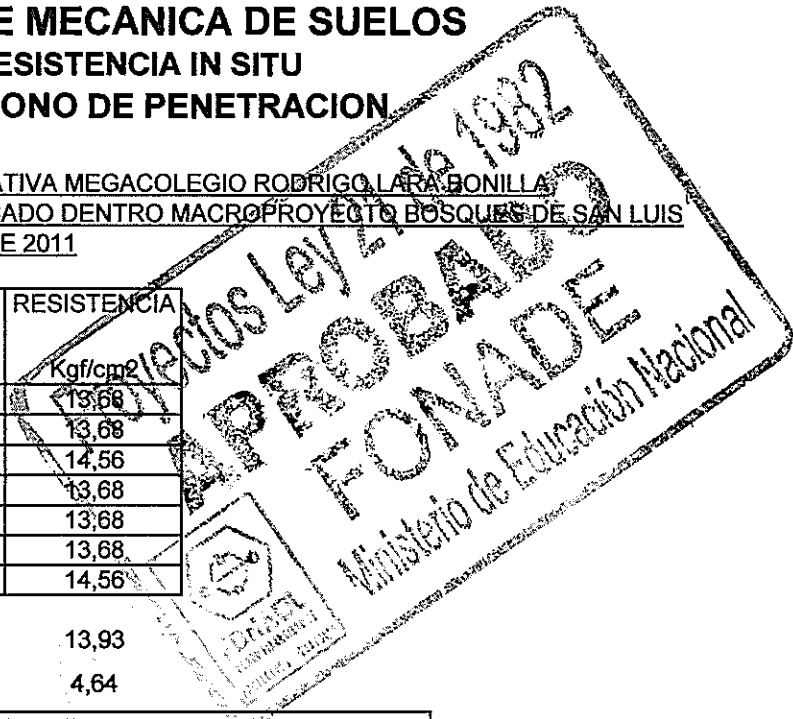 E MECANICA DE SUELOS
ESISTENCIA IN SITU
ONO DE PENETRACION
ATIVA MEGACOLEGIO RODRIGO LARA BONILLA
CADO DENTRO MACROPROYECTO BOSQUES DE SAN LUIS
E 2011
RESISTENCIA
Kgf/cm2
13,68
13,68
14,56
13,68
13,68
13,68
14,56
13,93
4,64
Proyectos Ley 21 de 1982
APROBADO
FONADE
Ministerio de Educación Nacional